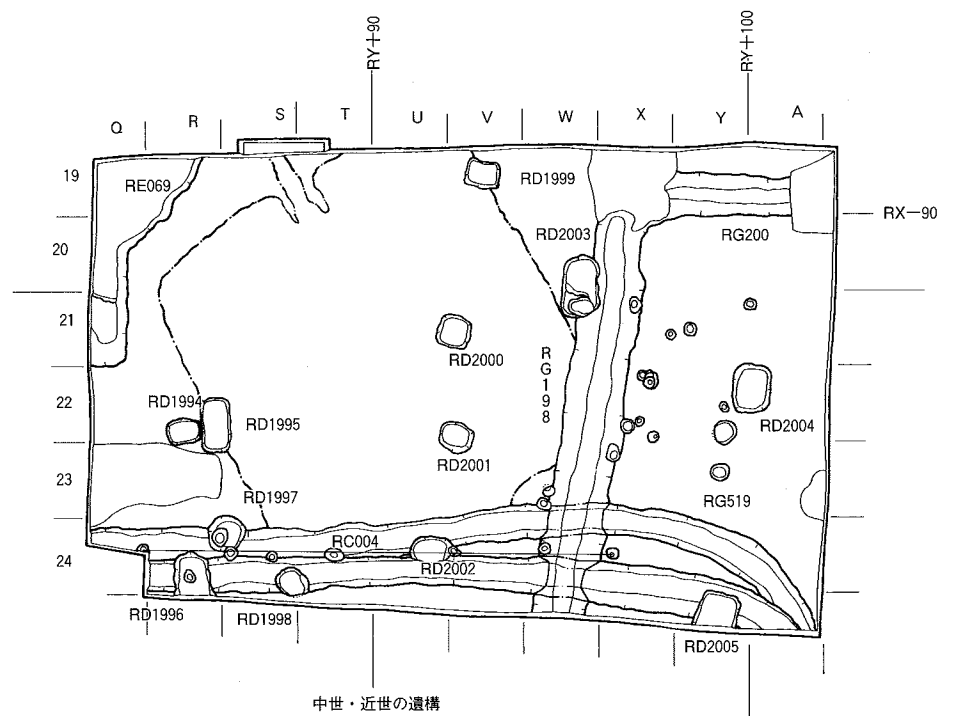 RY＋90
RY＋100
Q R S T U V W X Y A
19
RE069
RD1999
RX－90
20
RD2003
RG200
21
RD2000
RG198
22
RD1994
RD1995
RD2001
RD2004
23
RD1997
RG519
24
RC004
RD2002
RD1996
RD1998
RD2005
中世・近世の遺構